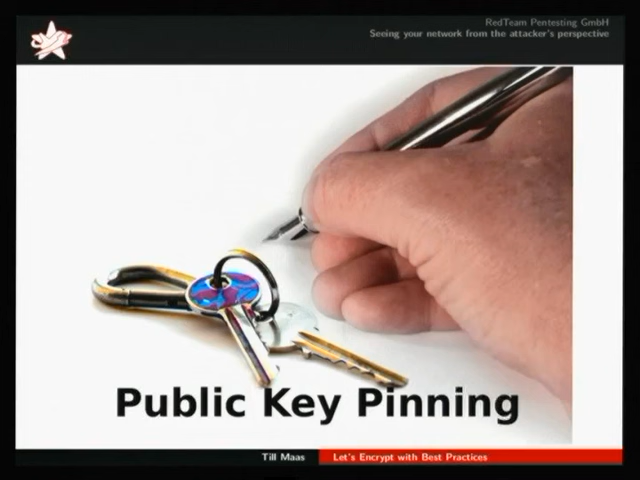 RedTeam Pentesting GmbH
Seeing your network from the attacker's perspective
Public Key Pinning
Till Maas
Let's Encrypt with Best Practices